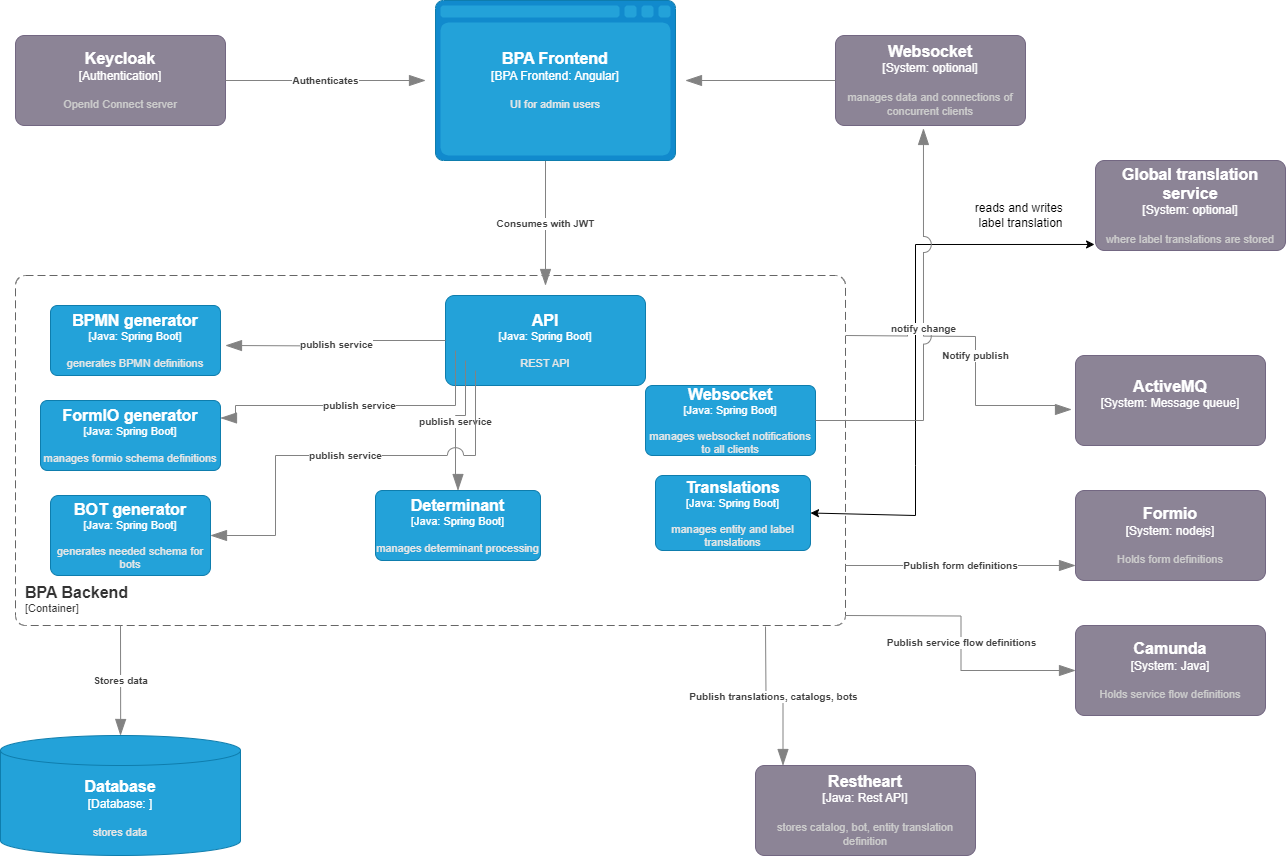 Keycloak
[Authentication]
OpenId Connect server
Authenticates
BPA Frontend
[BPA Frontend: Angular]
UI for admin users
Websocket
[System: optional]
manages data and connections of
concurrent clients
Global translation
service
[System: optional]
where label translations are stored
reads and writes
label translation
Consumes with JWT
BPMN generator
[Java: Spring Boot]
generates BPMN definitions
publish service
API
[Java: Spring Boot]
REST API
notify change
Notify publish
ActiveMQ
[System: Message queue]
FormIO generator
[Java: Spring Boot]
manages formio schema definitions
publish service
publish service
publish service
Websocket
[Java: Spring Boot]
manages websocket notifications
to all clients
BOT generator
[Java: Spring Boot]
generates needed schema for
bots
Determinant
[Java: Spring Boot]
manages determinant processing
Translations
[Java: Spring Boot]
manages entity and label
translations
Formio
[System: nodejs]
Holds form definitions
Publish form definitions
BPA Backend
[Container]
Publish service flow definitions
Camunda
[System: Java]
Holds service flow definitions
Stores data
Publish translations, catalogs, bots
Database
[Database: ]
stores data
Restheart
[Java: Rest API]
stores catalog, bot, entity translation
definition